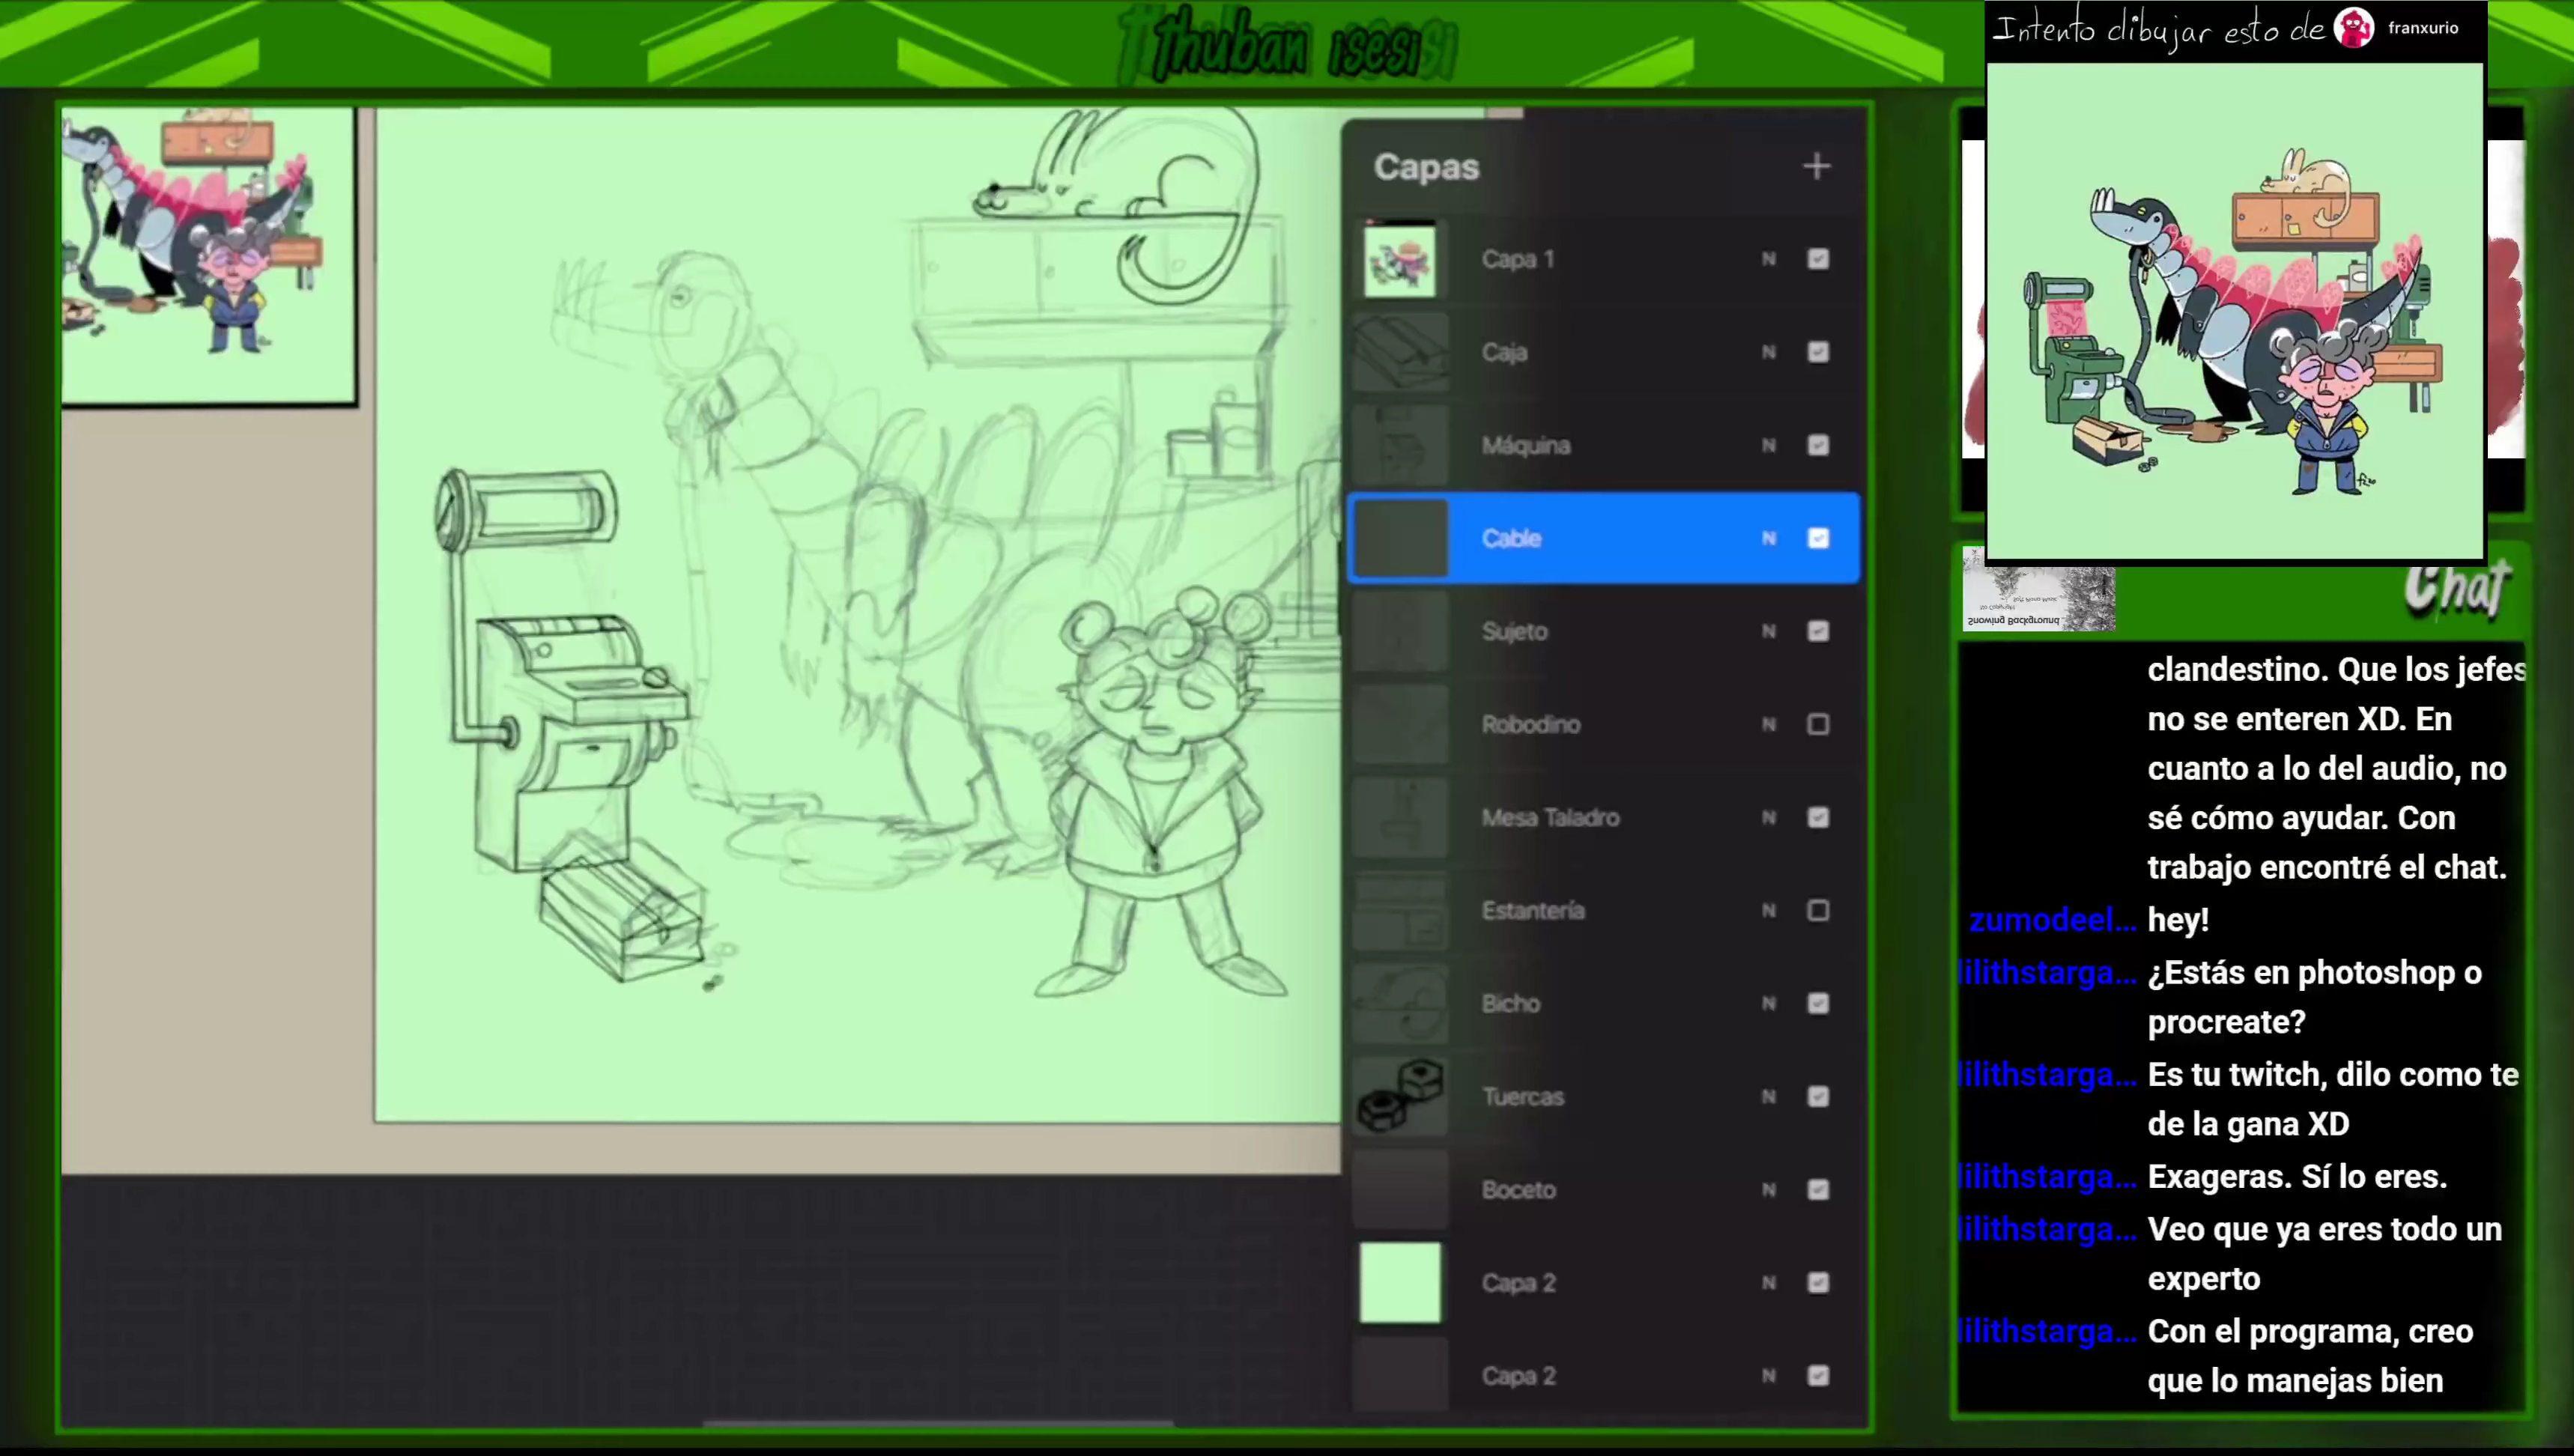 Intento dibujar esto de franxurio
Capas
Capa 1 N
Caja N
Máquina N
Cable N
Sujeto N
Robodino N
Mesa Taladro N
Estantería N
Bicho N
Tuercas N
Boceto N
Capa 2 N
Capa 2 N
Chat
No Copyright
Snowing Background
clandestino. Que los jefes
no se enteren XD. En
cuanto a lo del audio, no
sé cómo ayudar. Con
trabajo encontré el chat.
zumodeel... hey!
lilithstarga... ¿Estás en photoshop o
procreate?
lilithstarga... Es tu twitch, dilo como te
de la gana XD
lilithstarga... Exageras. Sí lo eres.
lilithstarga... Veo que ya eres todo un
experto
lilithstarga... Con el programa, creo
que lo manejas bien